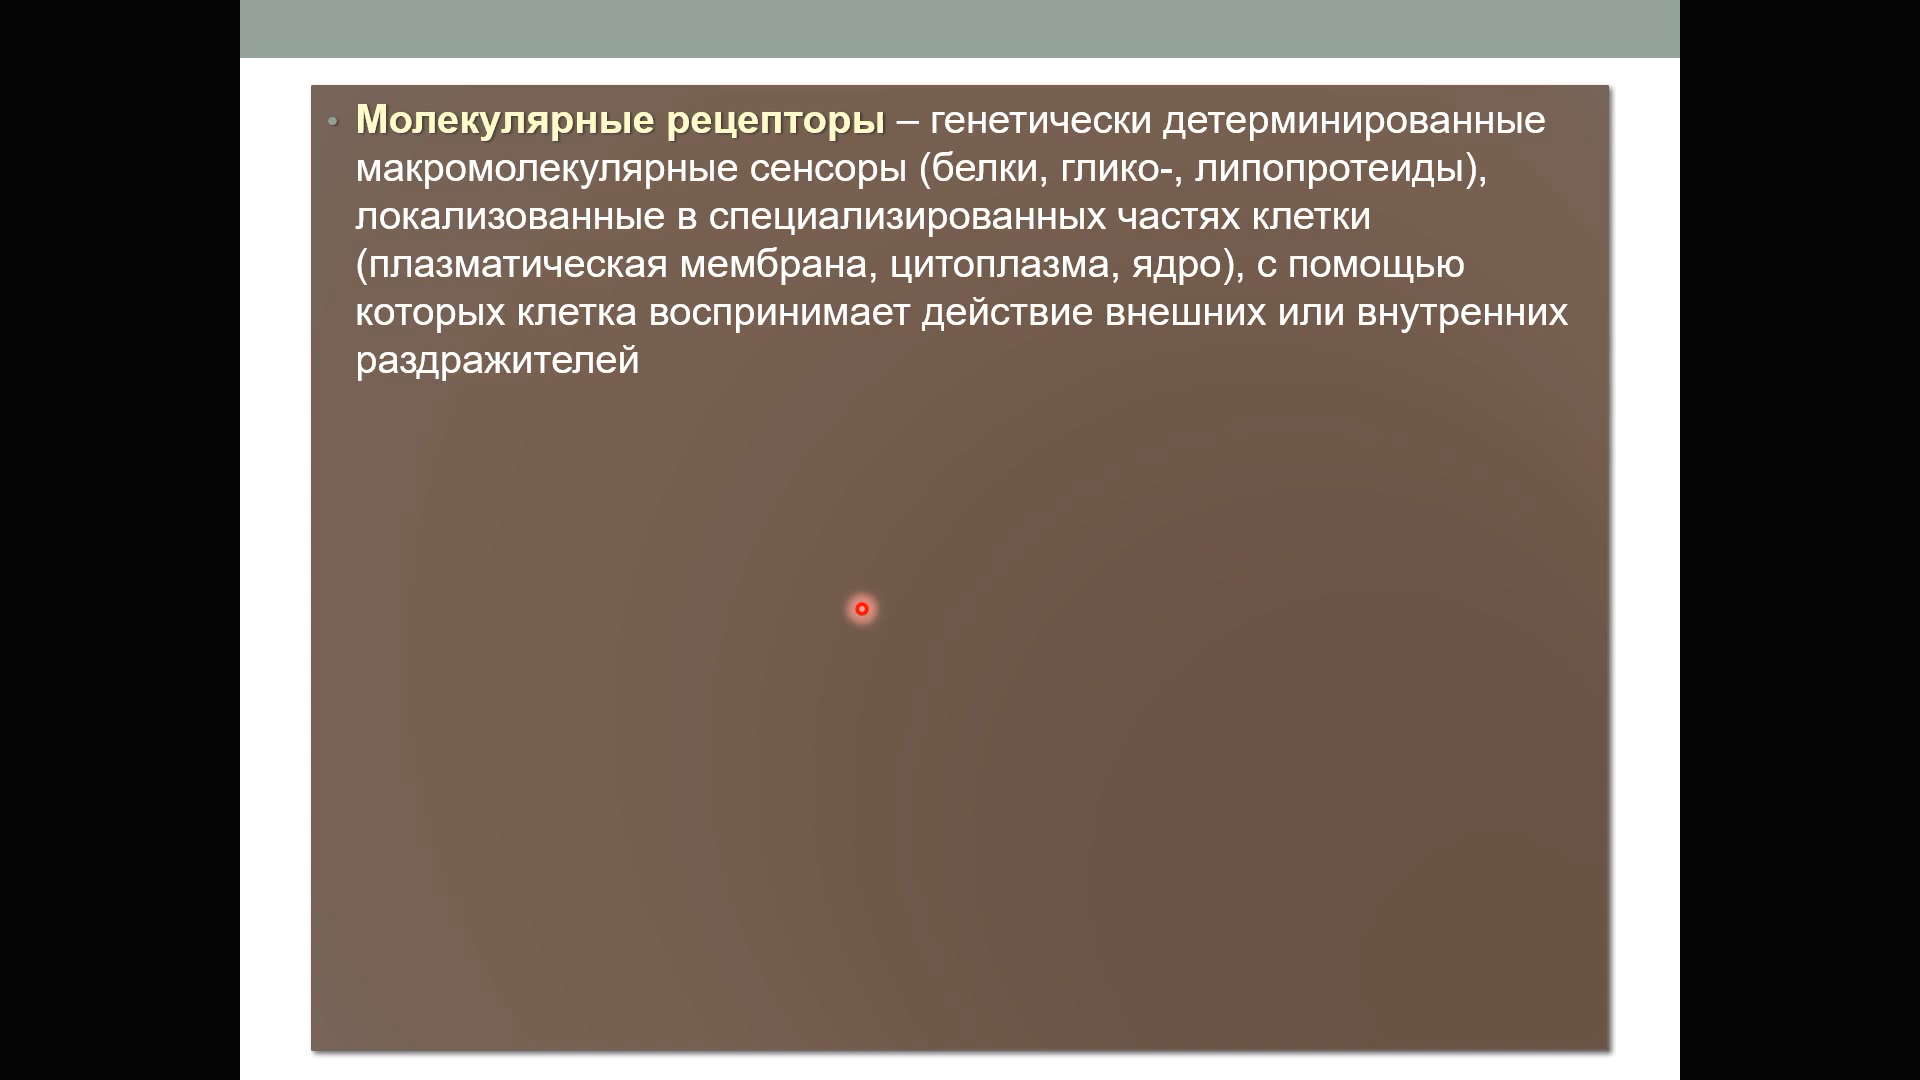 • Молекулярные рецепторы – генетически детерминированные
макромолекулярные сенсоры (белки, глико-, липопротеиды),
локализованные в специализированных частях клетки
(плазматическая мембрана, цитоплазма, ядро), с помощью
которых клетка воспринимает действие внешних или внутренних
раздражителей